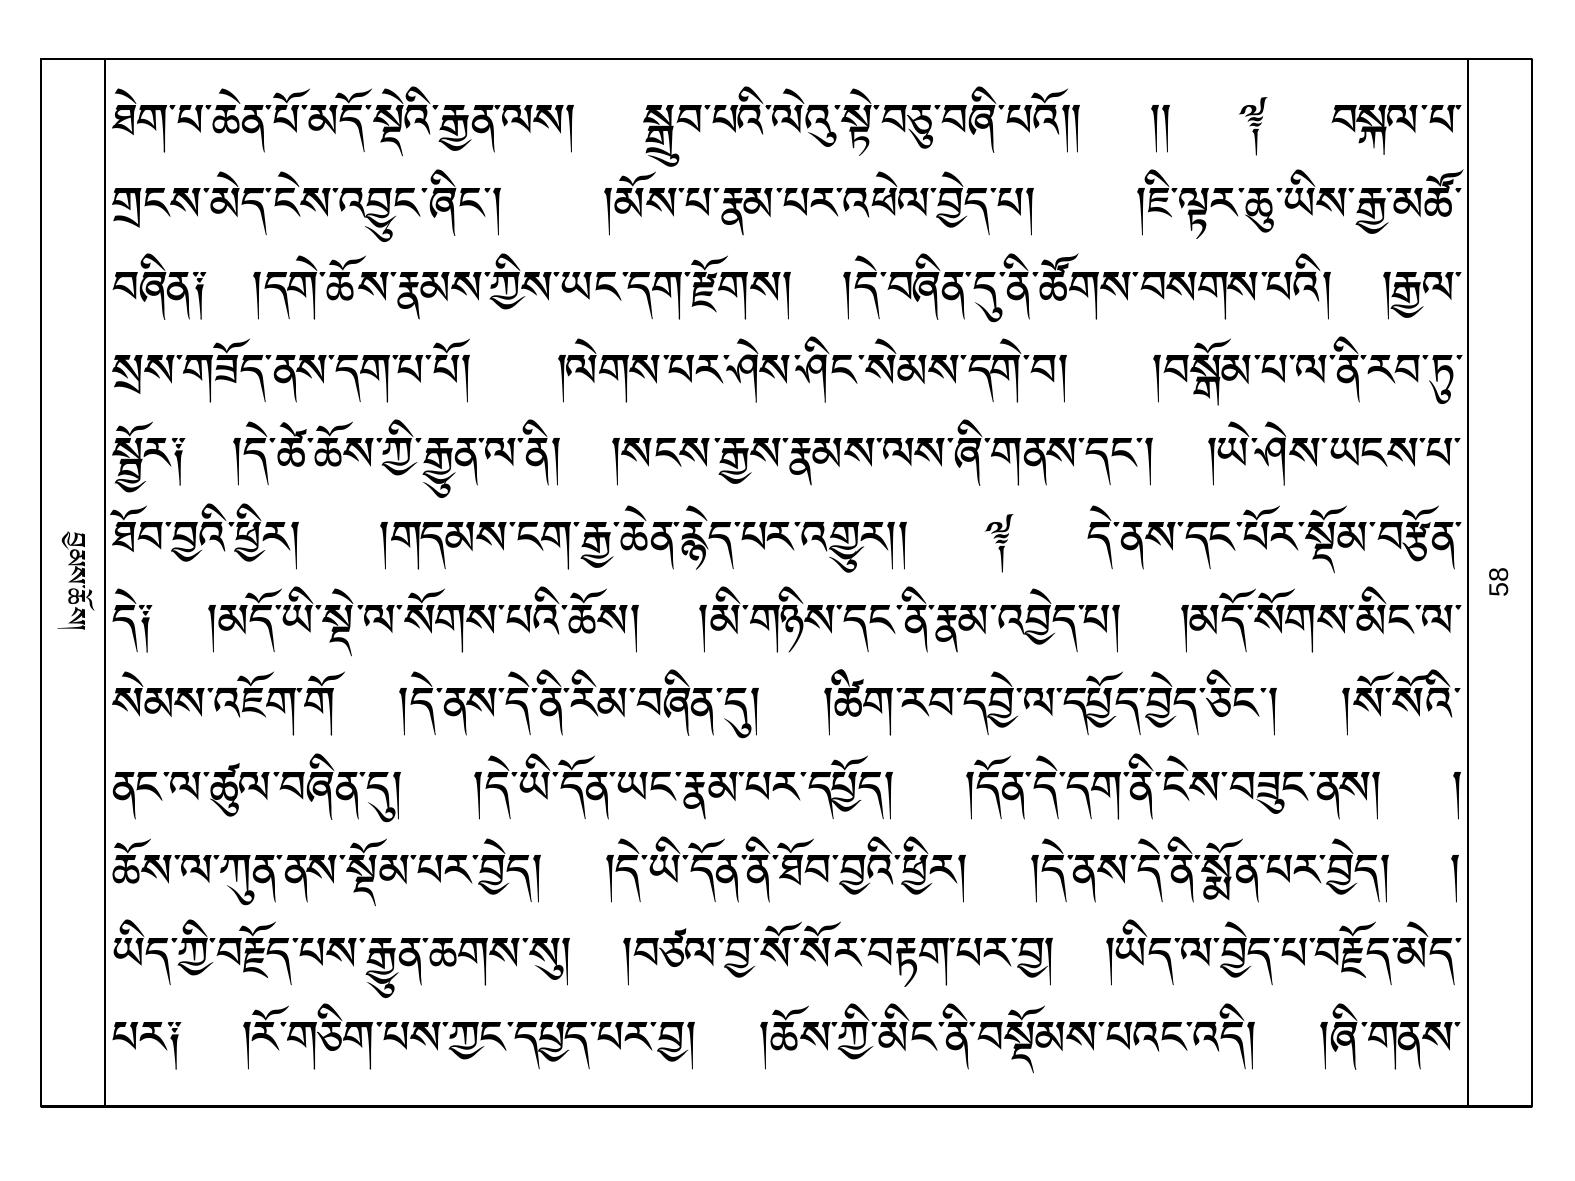 ཐེག་པ་ཆེན་པོ་མདོ་སྡེའི་རྒྱན་ལས། སྒྲུབ་པའི་ལེའུ་སྟེ་བཅུ་བཞི་པའོ།། །། ༈ བསྐལ་པ་
གྲངས་མེད་ངེས་འབྱུང་ཞིང་། །མོས་པ་རྣམ་པར་འཕེལ་བྱེད་པ། །ཇི་ལྟར་ཆུ་ཡིས་རྒྱ་མཚོ་
བཞིན༑ །དགེ་ཆོས་རྣམས་ཀྱིས་ཡང་དག་རྫོགས། །དེ་བཞིན་དུ་ནི་ཚོགས་བསགས་པའི། །རྒྱལ་
སྲས་གཟོད་ནས་དག་པ་པོ། །ལེགས་པར་ཤེས་ཤིང་སེམས་དགེ་བ། །བསྒོམ་པ་ལ་ནི་རབ་ཏུ་
སྦྱོར༑ །དེ་ཚེ་ཆོས་ཀྱི་རྒྱུན་ལ་ནི། །སངས་རྒྱས་རྣམས་ལས་ཞི་གནས་དང་། །ཡེ་ཤེས་ཡངས་པ་
ཐོབ་བྱའི་ཕྱིར། །གདམས་ངག་རྒྱ་ཆེན་རྙེད་པར་འགྱུར།། ༈ དེ་ནས་དང་པོར་སྡོམ་བརྩོན་
དེ༑ །མདོ་ཡི་སྡེ་ལ་སོགས་པའི་ཆོས། །མི་གཉིས་དང་ནི་རྣམ་འབྱེད་པ། །མདོ་སོགས་མིང་ལ་
སེམས་འཇོག་གོ །དེ་ནས་དེ་ནི་རིམ་བཞིན་དུ། །ཚིག་རབ་དབྱེ་ལ་དཔྱོད་བྱེད་ཅིང་། །སོ་སོའི་
ནང་ལ་ཚུལ་བཞིན་དུ། །དེ་ཡི་དོན་ཡང་རྣམ་པར་དཔྱོད། །དོན་དེ་དག་ནི་ངེས་བཟུང་ནས། །
ཆོས་ལ་ཀུན་ནས་སྡོམ་པར་བྱེད། །དེ་ཡི་དོན་ནི་ཐོབ་བྱའི་ཕྱིར། །དེ་ནས་དེ་ནི་སྨོན་པར་བྱེད། །
ཡིད་ཀྱི་བརྗོད་པས་རྒྱུན་ཆགས་སུ། །བཙལ་བྱ་སོ་སོར་བརྟག་པར་བྱ། །ཡིད་ལ་བྱེད་པ་བརྗོད་མེད་
པར༑ །རོ་གཅིག་པས་ཀྱང་དཔྱད་པར་བྱ། །ཆོས་ཀྱི་མིང་ནི་བསྡོམས་པའང་འདི། །ཞི་གནས་
བྱམས་ཆོས།
58